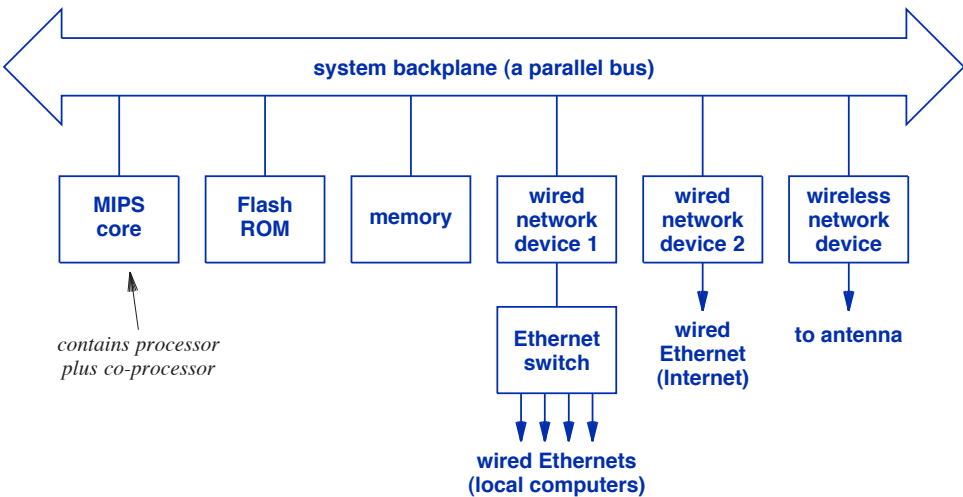 system backplane (a parallel bus)
MIPS
core
Flash
ROM
memory
wired
network
device 1
wired
network
device 2
wireless
network
device
contains processor
plus co-processor
Ethernet
switch
wired
Ethernet
(Internet)
to antenna
wired Ethernets
(local computers)